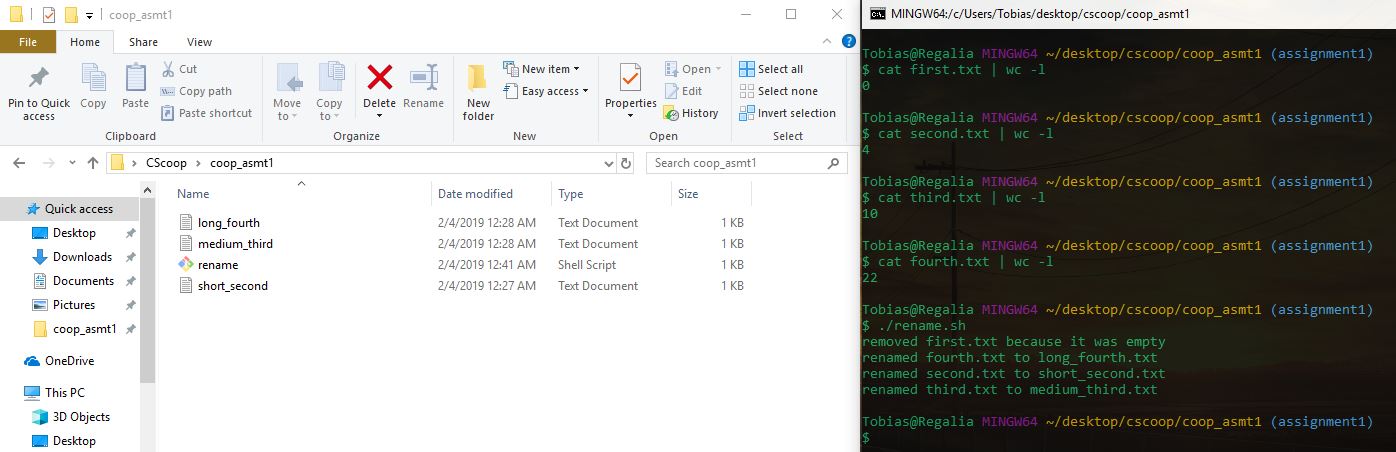 coop_asmt1
File Home Share View
Pin to Quick access
Copy
Paste
Cut
Copy path
Paste shortcut
Clipboard
Move to
Copy to
Delete
Rename
Organize
New folder
New item
Easy access
New
Properties
Open
Edit
History
Open
Select all
Select none
Invert selection
Select
CScoop coop_asmt1
Search coop_asmt1
Quick access
Desktop
Downloads
Documents
Pictures
coop_asmt1
OneDrive
This PC
3D Objects
Desktop
Name Date modified Type Size
long_fourth 2/4/2019 12:28 AM Text Document 1 KB
medium_third 2/4/2019 12:28 AM Text Document 1 KB
rename 2/4/2019 12:41 AM Shell Script 1 KB
short_second 2/4/2019 12:27 AM Text Document 1 KB
MINGW64:/c/Users/Tobias/desktop/cscoop/coop_asmt1
Tobias@Regalia MINGW64 ~/desktop/cscoop/coop_asmt1 (assignment1)
$ cat first.txt | wc -l
0
Tobias@Regalia MINGW64 ~/desktop/cscoop/coop_asmt1 (assignment1)
$ cat second.txt | wc -l
4
Tobias@Regalia MINGW64 ~/desktop/cscoop/coop_asmt1 (assignment1)
$ cat third.txt | wc -l
10
Tobias@Regalia MINGW64 ~/desktop/cscoop/coop_asmt1 (assignment1)
$ cat fourth.txt | wc -l
22
Tobias@Regalia MINGW64 ~/desktop/cscoop/coop_asmt1 (assignment1)
$ ./rename.sh
removed first.txt because it was empty
renamed fourth.txt to long_fourth.txt
renamed second.txt to short_second.txt
renamed third.txt to medium_third.txt
Tobias@Regalia MINGW64 ~/desktop/cscoop/coop_asmt1 (assignment1)
$